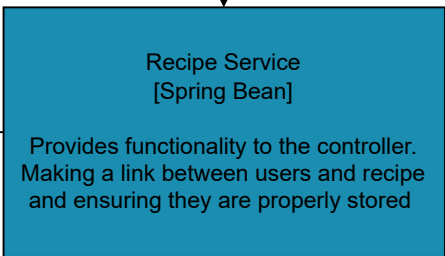 Recipe Service
[Spring Bean]
Provides functionality to the controller.
Making a link between users and recipe
and ensuring they are properly stored